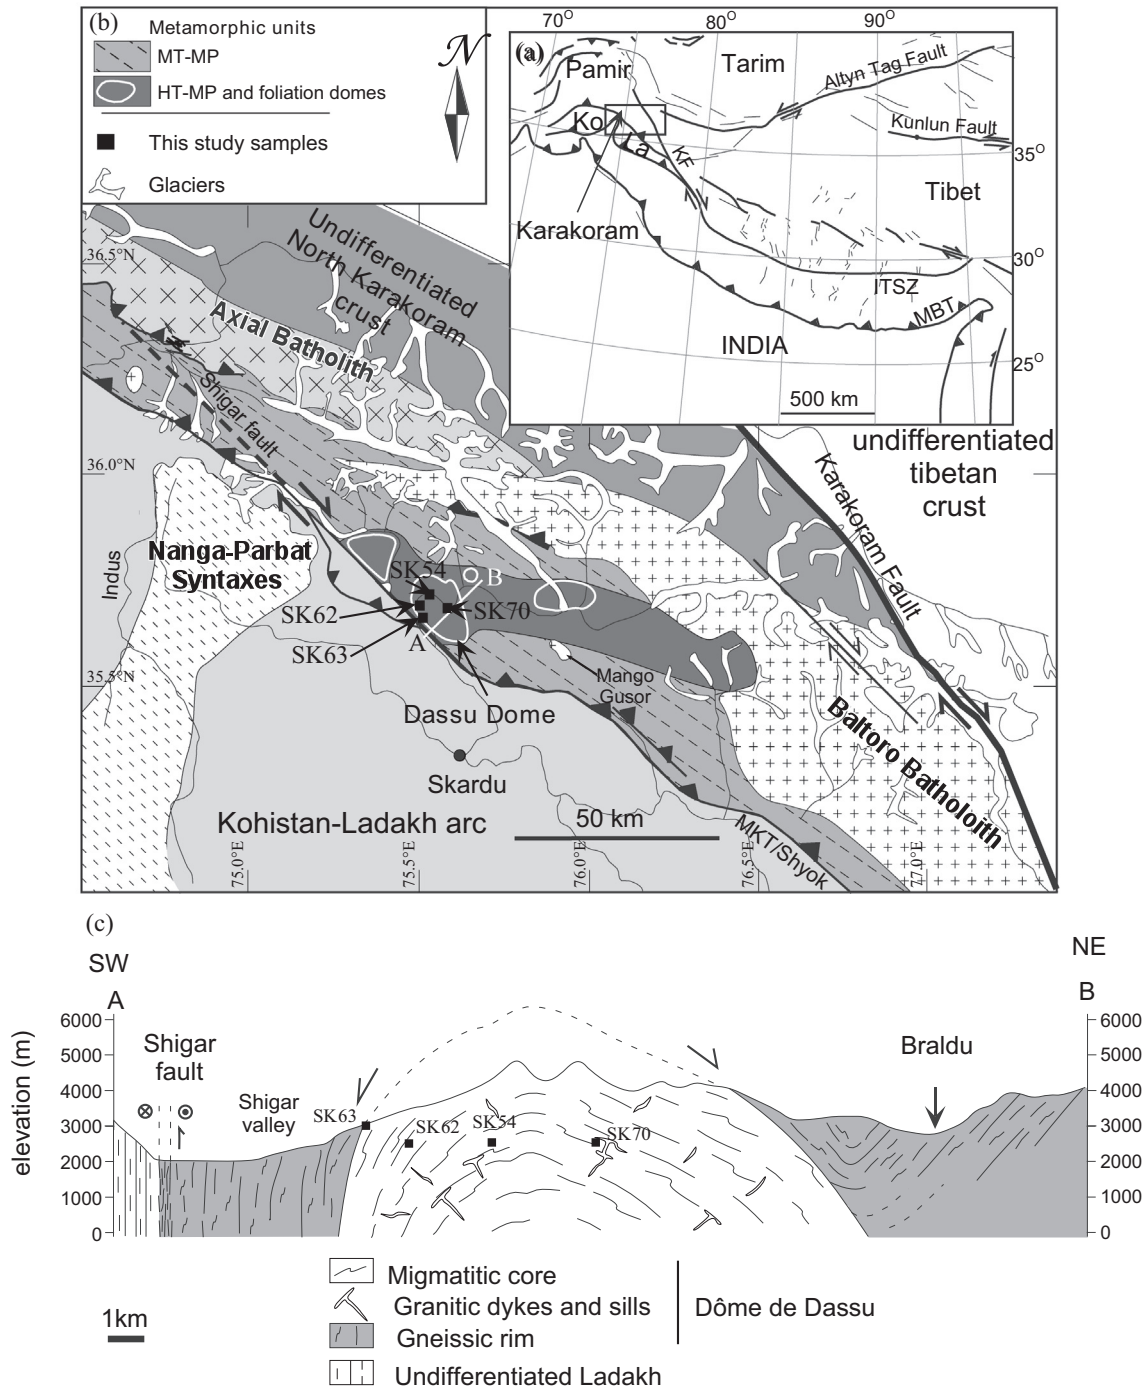 (b)
Metamorphic units
MT-MP
HT-MP and foliation domes
This study samples
Glaciers
N
(a)
70O
80O
90O
Pamir
Tarim
Altyn Tag Fault
Kunlun Fault
Ko
La
KF
35O
Tibet
Karakoram
30O
ITSZ
MBT
INDIA
25O
500 km
36.5°N
Undifferentiated
North Karakoram
crust
Axial Batholith
Shigar fault
36.0°N
undifferentiated
tibetan
crust
Karakoram Fault
Indus
Nanga-Parbat
Syntaxes
SK54
B
SK62
SK70
A
SK63
35.5°N
Mango
Gusor
Dassu Dome
Baltoro Batholoith
Skardu
Kohistan-Ladakh arc
50 km
MKT/Shyok
75.0°E
75.5°E
76.0°E
76.5°E
77.0°E
(c)
SW
NE
A
B
elevation (m)
6000
5000
4000
3000
2000
1000
0
6000
5000
4000
3000
2000
1000
0
Shigar
fault
Shigar
valley
SK63
SK62
SK54
SK70
Braldu
1km
Migmatitic core
Granitic dykes and sills
Gneissic rim
Dôme de Dassu
Undifferentiated Ladakh